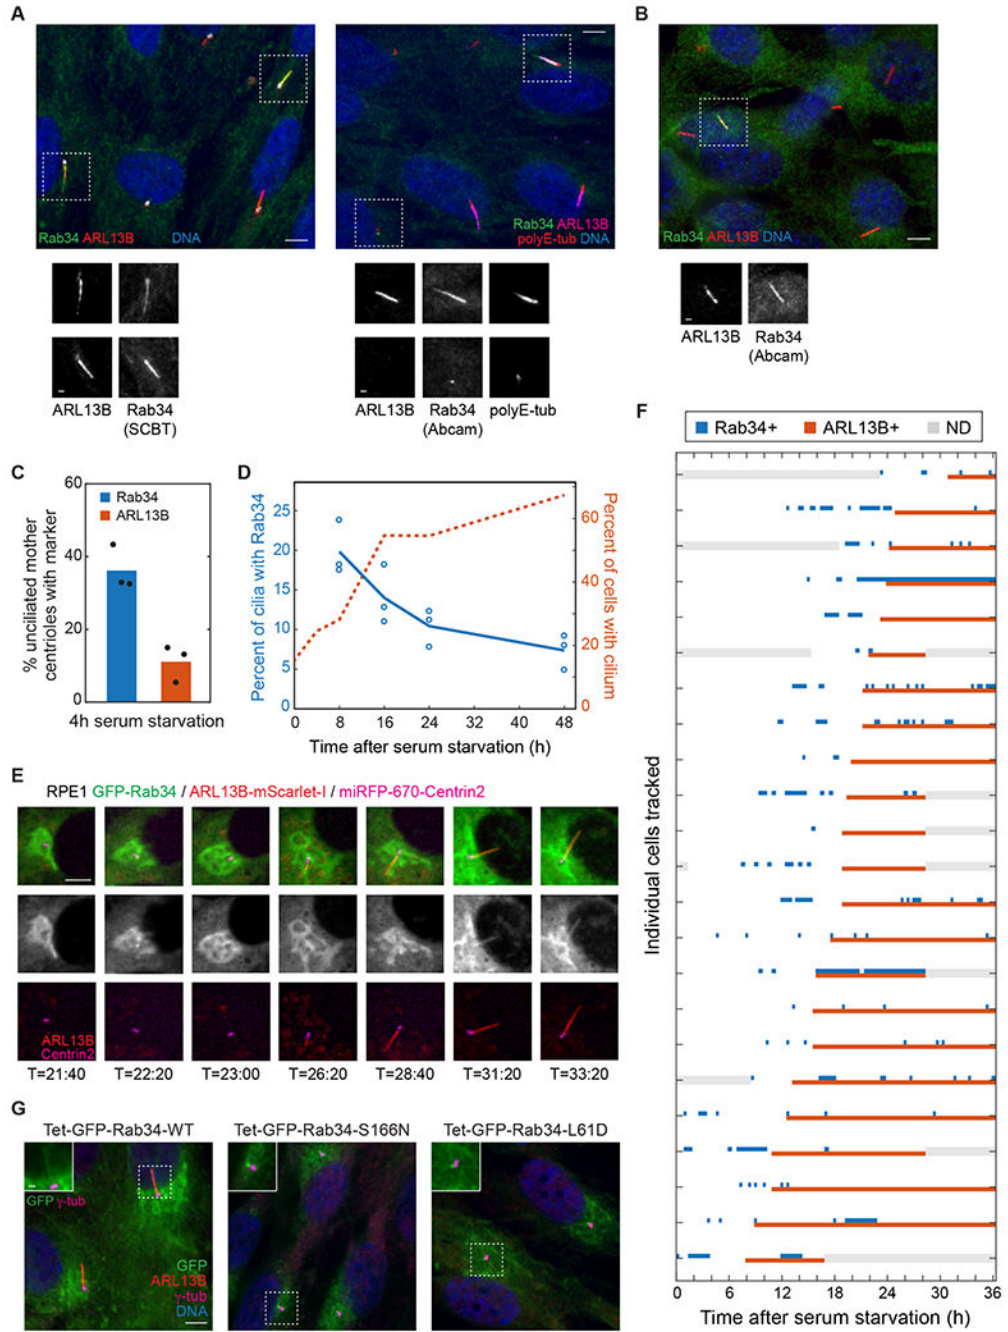 A
B
Rab34 ARL13B DNA
Rab34 ARL13B
polyE-tub DNA
Rab34 ARL13B DNA
ARL13B
Rab34
(SCBT)
ARL13B
Rab34
(Abcam)
polyE-tub
ARL13B
Rab34
(Abcam)
C
% unciliated mother
centrioles with marker
60
40
20
0
Rab34
ARL13B
4h serum starvation
D
Percent of cilia with Rab34
25
20
15
10
5
0
Percent of cells with cilium
60
40
20
0
0 8 16 24 32 40 48
Time after serum starvation (h)
E
RPE1 GFP-Rab34 / ARL13B-mScarlet-I / miRFP-670-Centrin2
ARL13B
Centrin2
T=21:40 T=22:20 T=23:00 T=26:20 T=28:40 T=31:20 T=33:20
F
Rab34+ ARL13B+ ND
Individual cells tracked
0 6 12 18 24 30 36
Time after serum starvation (h)
G
Tet-GFP-Rab34-WT
Tet-GFP-Rab34-S166N
Tet-GFP-Rab34-L61D
GFP γ-tub
GFP
ARL13B
γ-tub
DNA